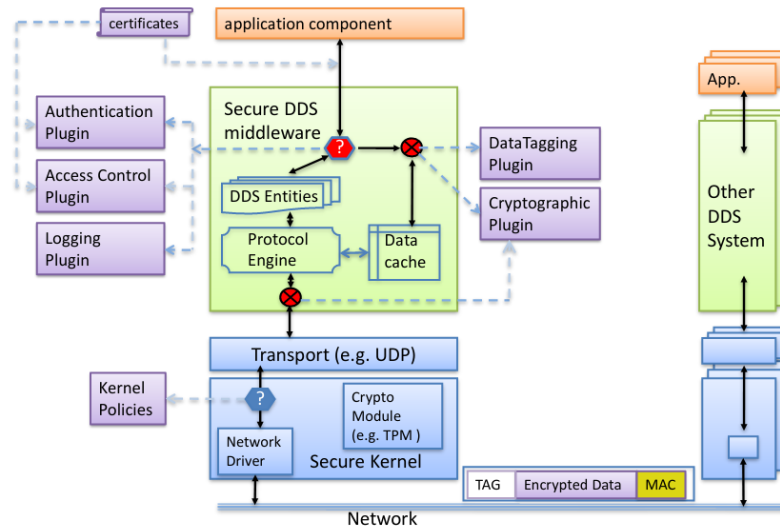 certificates
application component
App.
Secure DDS
middleware
?
Authentication
Plugin
DataTagging
Plugin
Access Control
Plugin
DDS Entities
Cryptographic
Plugin
Other
DDS
System
Logging
Plugin
Protocol
Engine
Data
cache
Transport (e.g. UDP)
Kernel
Policies
?
Crypto
Module
(e.g. TPM )
Network
Driver
Secure Kernel
TAG
Encrypted Data
MAC
Network